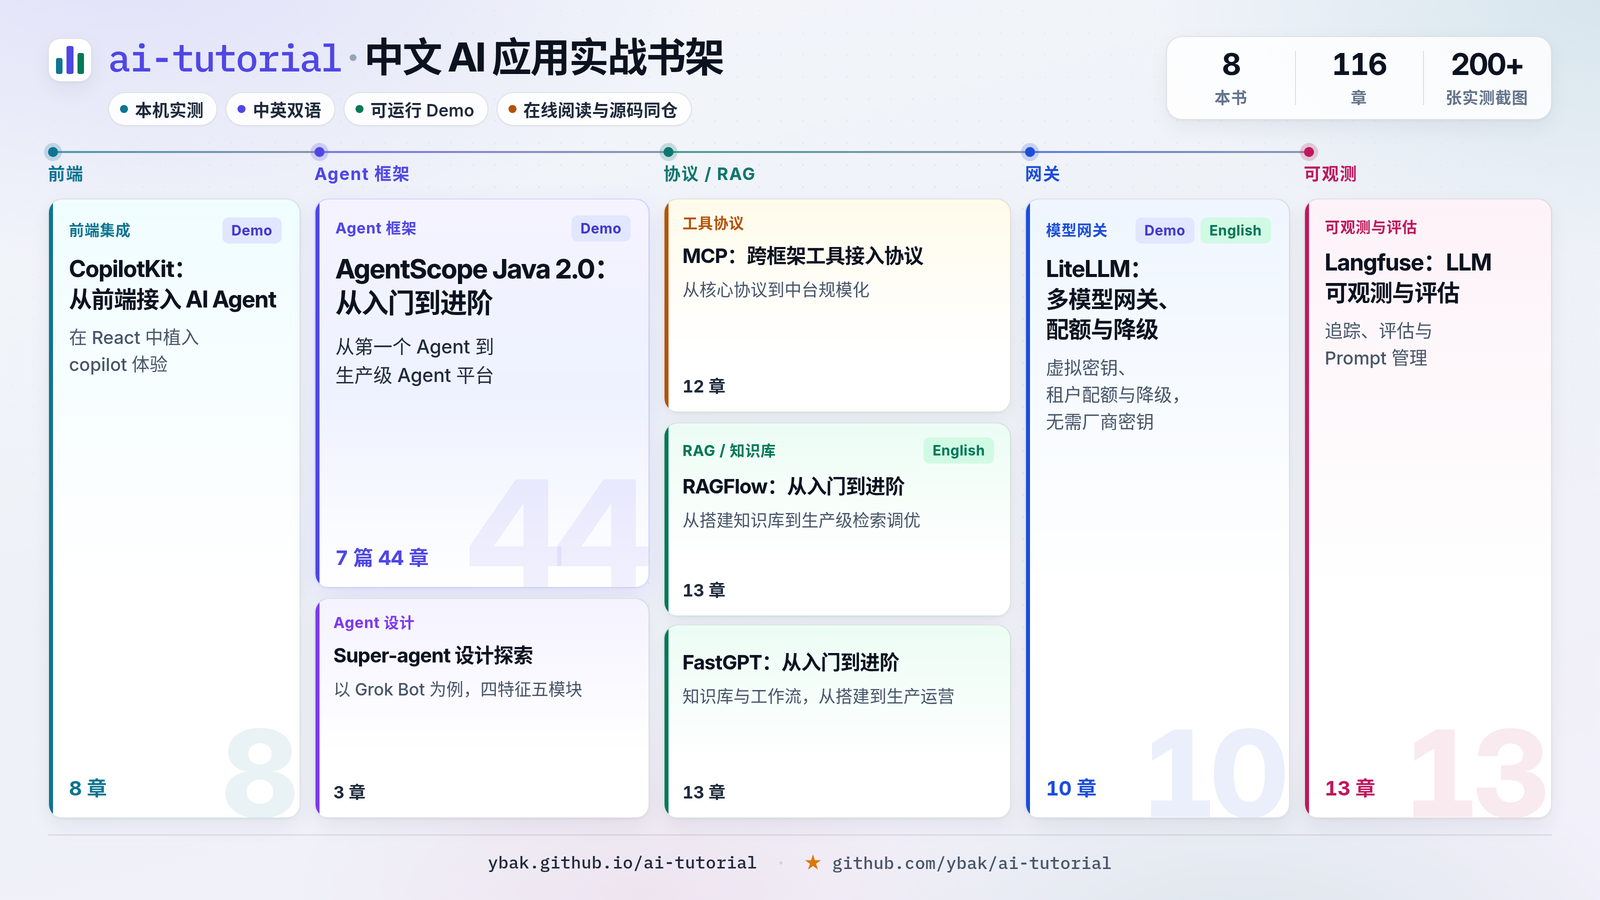 ai-tutorial · 中文 AI 应用实战书架
本机实测
中英双语
可运行 Demo
在线阅读与源码同仓
8
本书
116
章
200+
张实测截图
前端
Agent 框架
协议 / RAG
网关
可观测
前端集成
Demo
CopilotKit：
从前端接入 AI Agent
在 React 中植入
copilot 体验
8 章
8
Agent 框架
Demo
AgentScope Java 2.0：
从入门到进阶
从第一个 Agent 到
生产级 Agent 平台
7 篇 44 章
44
Agent 设计
Super-agent 设计探索
以 Grok Bot 为例，四特征五模块
3 章
工具协议
MCP：跨框架工具接入协议
从核心协议到中台规模化
12 章
RAG / 知识库
English
RAGFlow：从入门到进阶
从搭建知识库到生产级检索调优
13 章
FastGPT：从入门到进阶
知识库与工作流，从搭建到生产运营
13 章
模型网关
Demo
English
LiteLLM：
多模型网关、
配额与降级
虚拟密钥、
租户配额与降级，
无需厂商密钥
10 章
10
可观测与评估
Langfuse：LLM
可观测与评估
追踪、评估与
Prompt 管理
13 章
13
ybak.github.io/ai-tutorial · ★ github.com/ybak/ai-tutorial